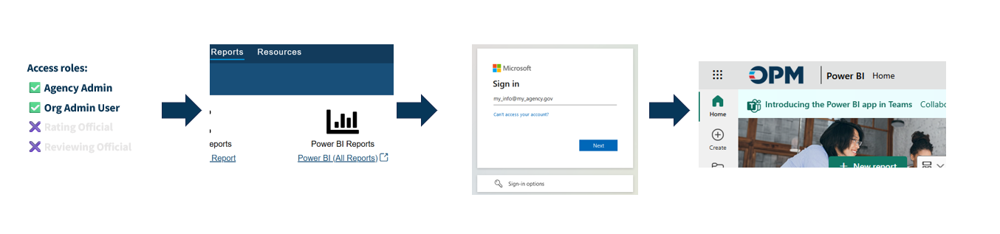 Access roles:
Agency Admin
Org Admin User
Rating Official
Reviewing Official
Reports Resources
eports
Report
Power BI Reports
Power BI (All Reports)
Microsoft
Sign in
my_info@my_agency.gov
Can't access your account?
Next
Sign-in options
OPM Power BI Home
Introducing the Power BI app in Teams Collabo
Home
Create
New report